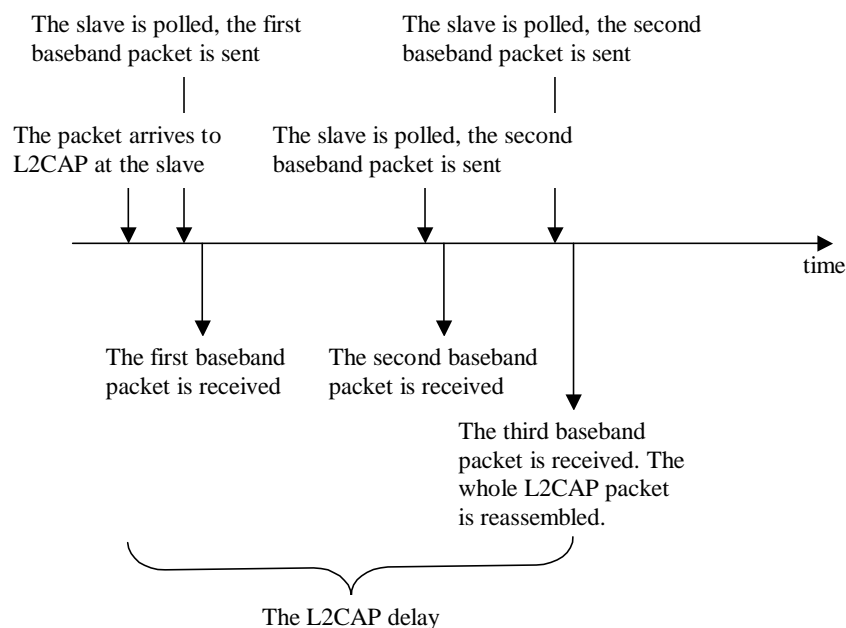 The slave is polled, the first
baseband packet is sent
The slave is polled, the second
baseband packet is sent
The packet arrives to
L2CAP at the slave
The slave is polled, the second
baseband packet is sent
time
The first baseband
packet is received
The second baseband
packet is received
The third baseband
packet is received. The
whole L2CAP packet
is reassembled.
The L2CAP delay